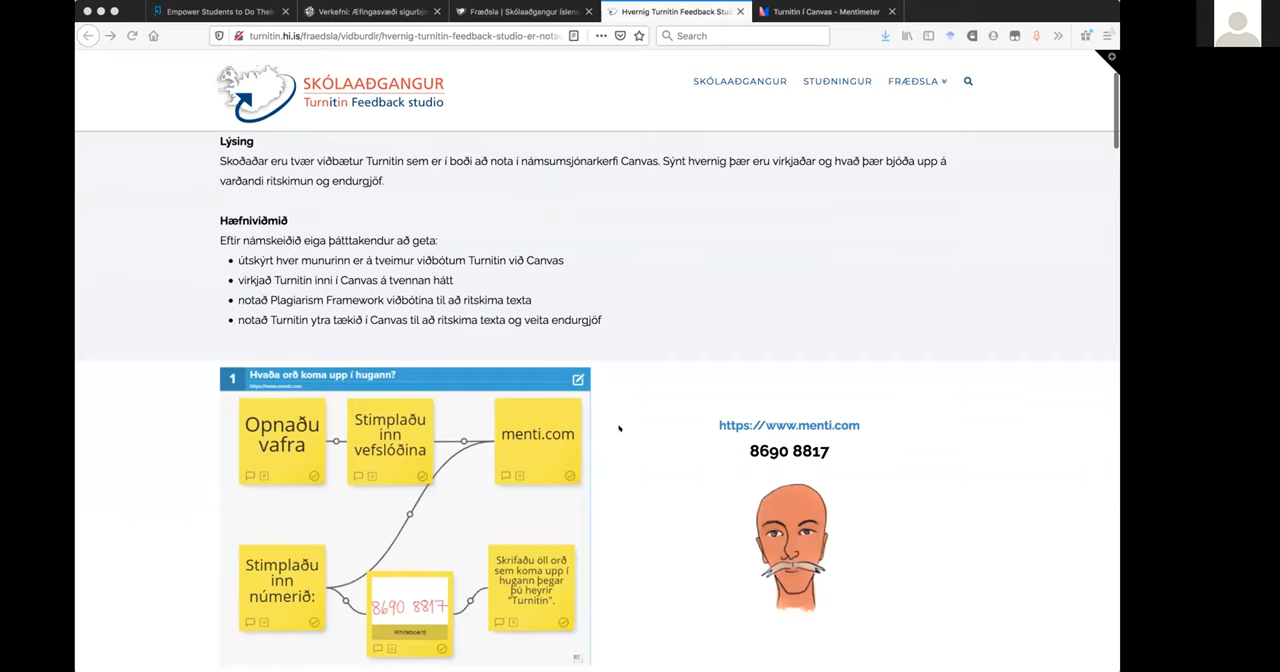 Empower Students to Do Thei
Verkefni: Æfingasvæði sigurbjo
Fræðsla | Skólaaðgangur íslens
Hvernig Turnitin Feedback Stud
Turnitin í Canvas - Mentimeter
turnitin.hi.is/fraedsla/vidburdir/hvernig-turnitin-feedback-studio-er-nota
Search
SKÓLAAÐGANGUR
Turnitin Feedback studio
SKÓLAAÐGANGUR
STUÐNINGUR
FRÆÐSLA
Lýsing
Skoðaðar eru tvær viðbætur Turnitin sem er í boði að nota í námsumsjónarkerfi Canvas. Sýnt hvernig þær eru virkjaðar og hvað þær bjóða upp á
varðandi ritskimun og endurgjöf.
Hæfniviðmið
Eftir námskeiðið eiga þátttakendur að geta:
• útskýrt hver munurinn er á tveimur viðbótum Turnitin við Canvas
• virkjað Turnitin inni í Canvas á tvennan hátt
• notað Plagiarism Framework viðbótina til að ritskima texta
• notað Turnitin ytra tækið í Canvas til að ritskima texta og veita endurgjöf
1 Hvaða orð koma upp í hugann?
https://www.menti.com
Opnaðu
vafra
Stimplaðu
inn
vefslóðina
menti.com
https://www.menti.com
8690 8817
Stimplaðu
inn
númerið:
8690 8817
Whiteboard
Skrifaðu öll orð
sem koma upp í
hugann þegar
þú heyrir
"Turnitin".